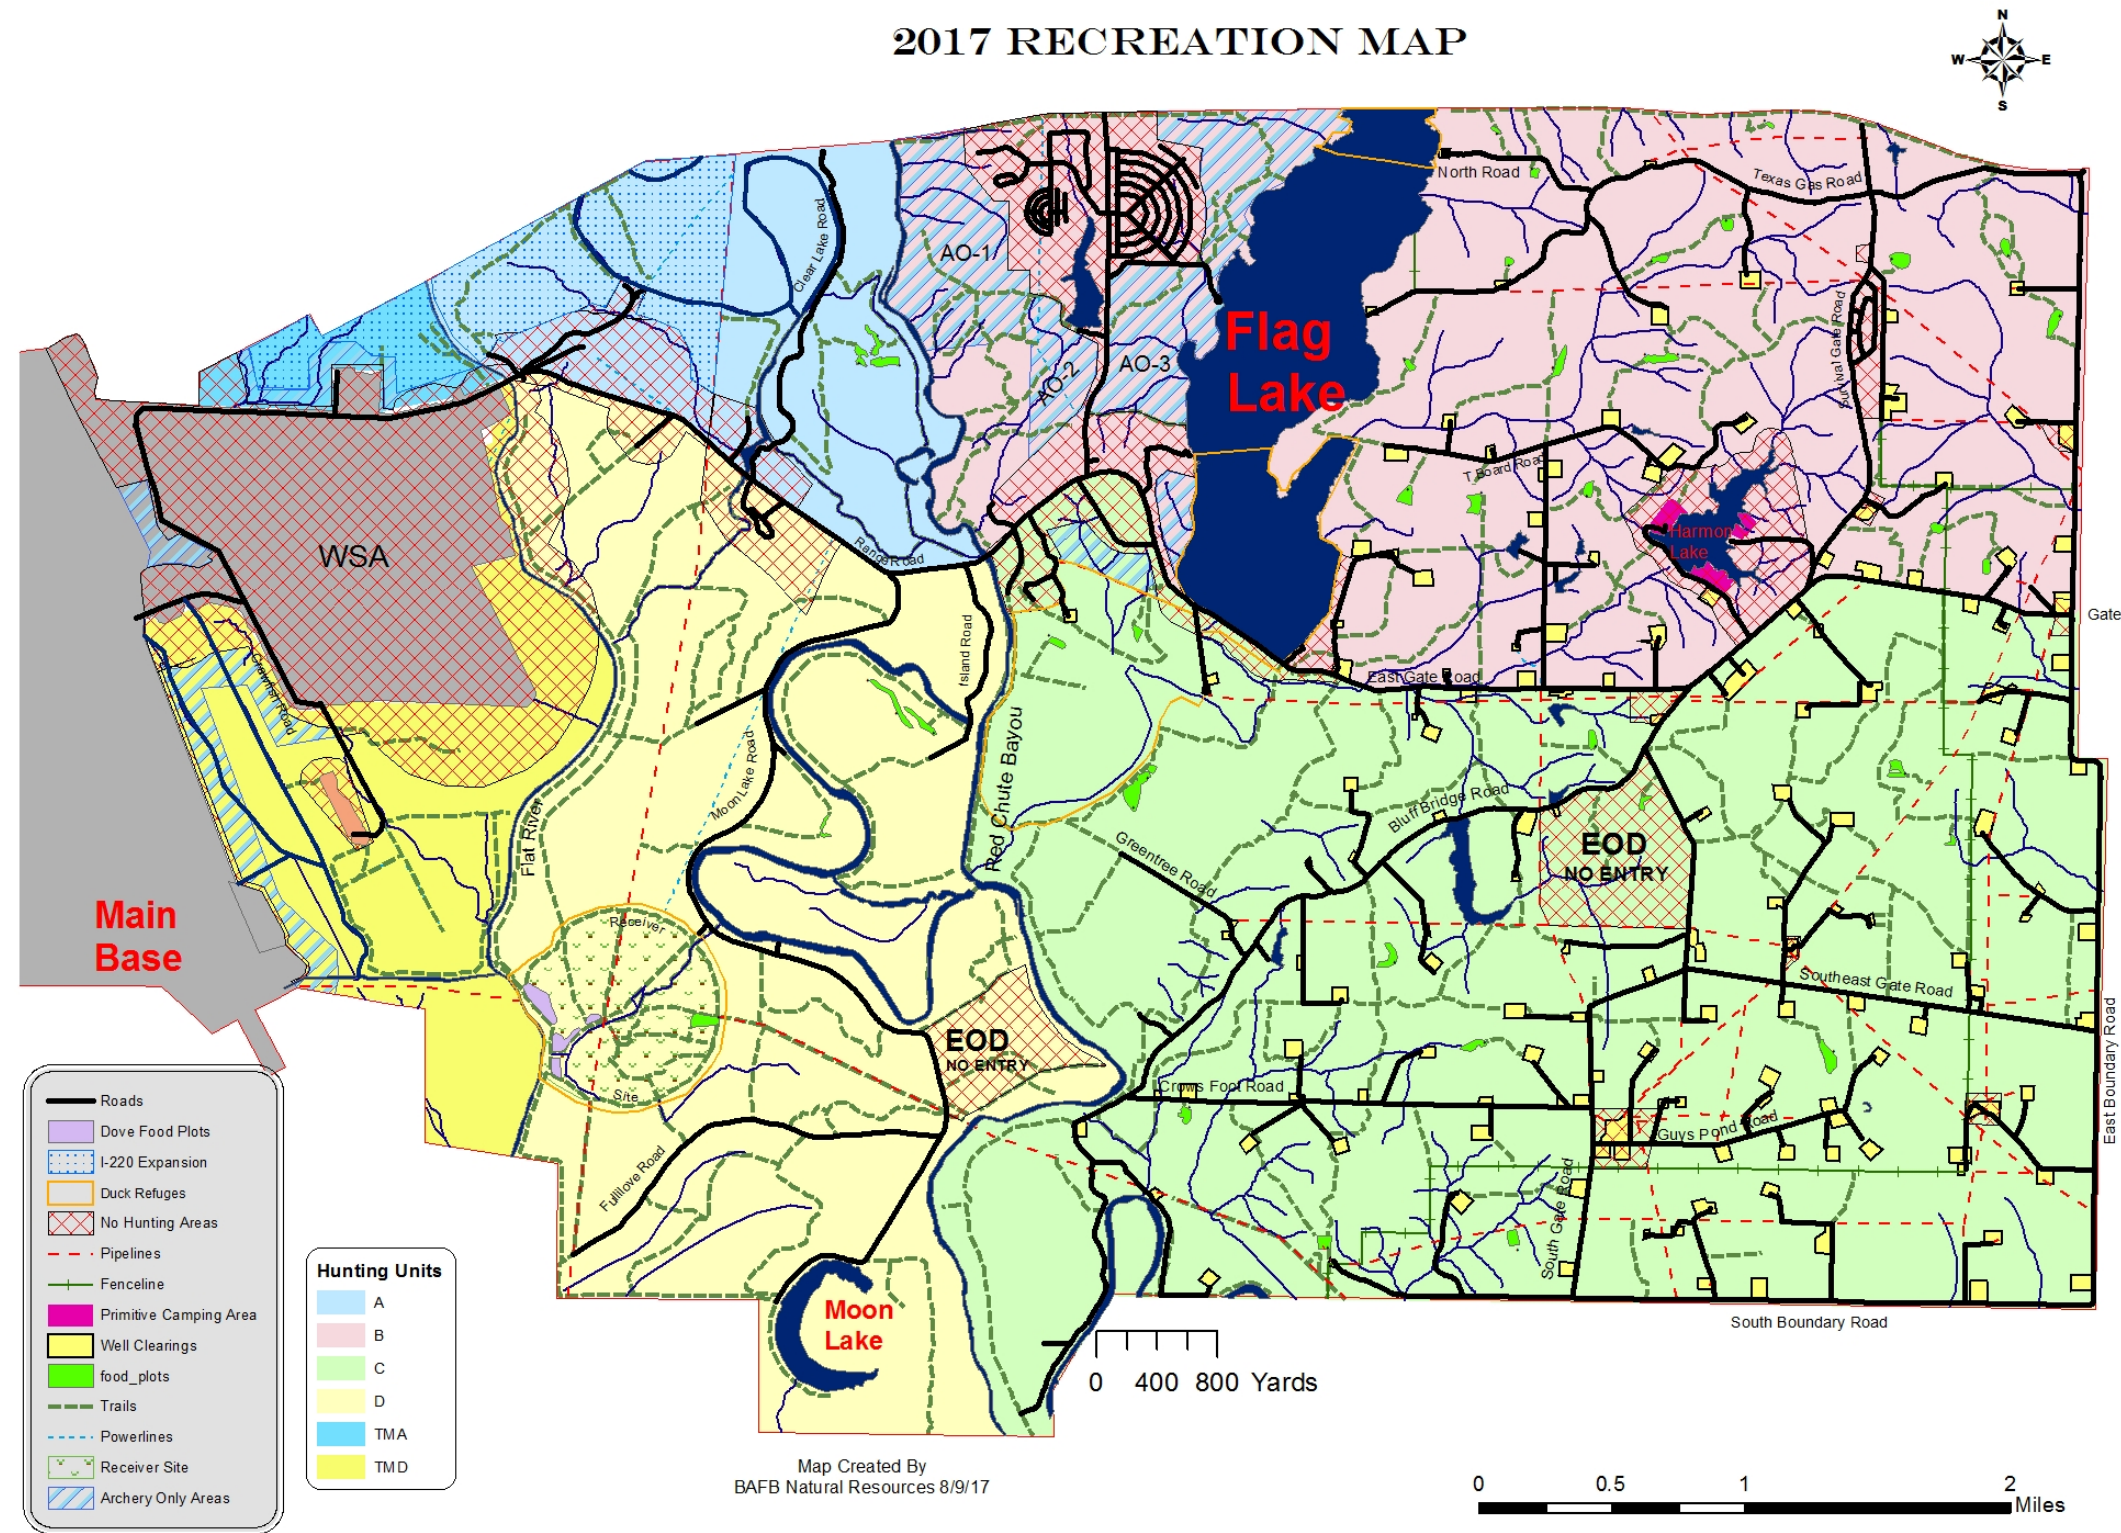 2017 RECREATION MAP
N
W
E
S
North Road
Texas Gas Road
Clear Lake Road
AO-1
AO-2
AO-3
Flag
Lake
Survival Gate Road
T Board Road
WSA
Range Road
Harmon
Lake
Gate
Island Road
Crawfish Road
East Gate Road
Red Chute Bayou
Moon Lake Road
Flat River
Bluff Bridge Road
Greentree Road
EOD
NO ENTRY
Main
Base
Receiver
Site
Southeast Gate Road
EOD
NO ENTRY
Crows Foot Road
Guys Pond Road
East Boundary Road
Fullilove Road
South Gate Road
Moon
Lake
South Boundary Road
Roads
Dove Food Plots
I-220 Expansion
Duck Refuges
No Hunting Areas
Pipelines
Fenceline
Primitive Camping Area
Well Clearings
food_plots
Trails
Powerlines
Receiver Site
Archery Only Areas
Hunting Units
A
B
C
D
TMA
TMD
0 400 800 Yards
Map Created By
BAFB Natural Resources 8/9/17
0 0.5 1 2
Miles